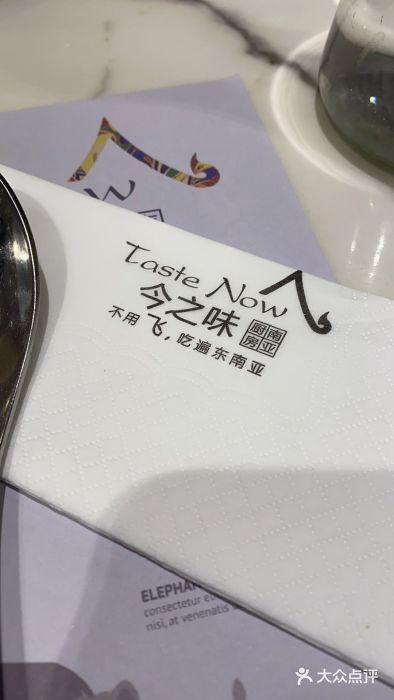 Taste Now
今之味 南亚厨房
不用飞，吃遍东南亚
ELEPHAN
consectetur e
nisi, at venenatis
大众点评